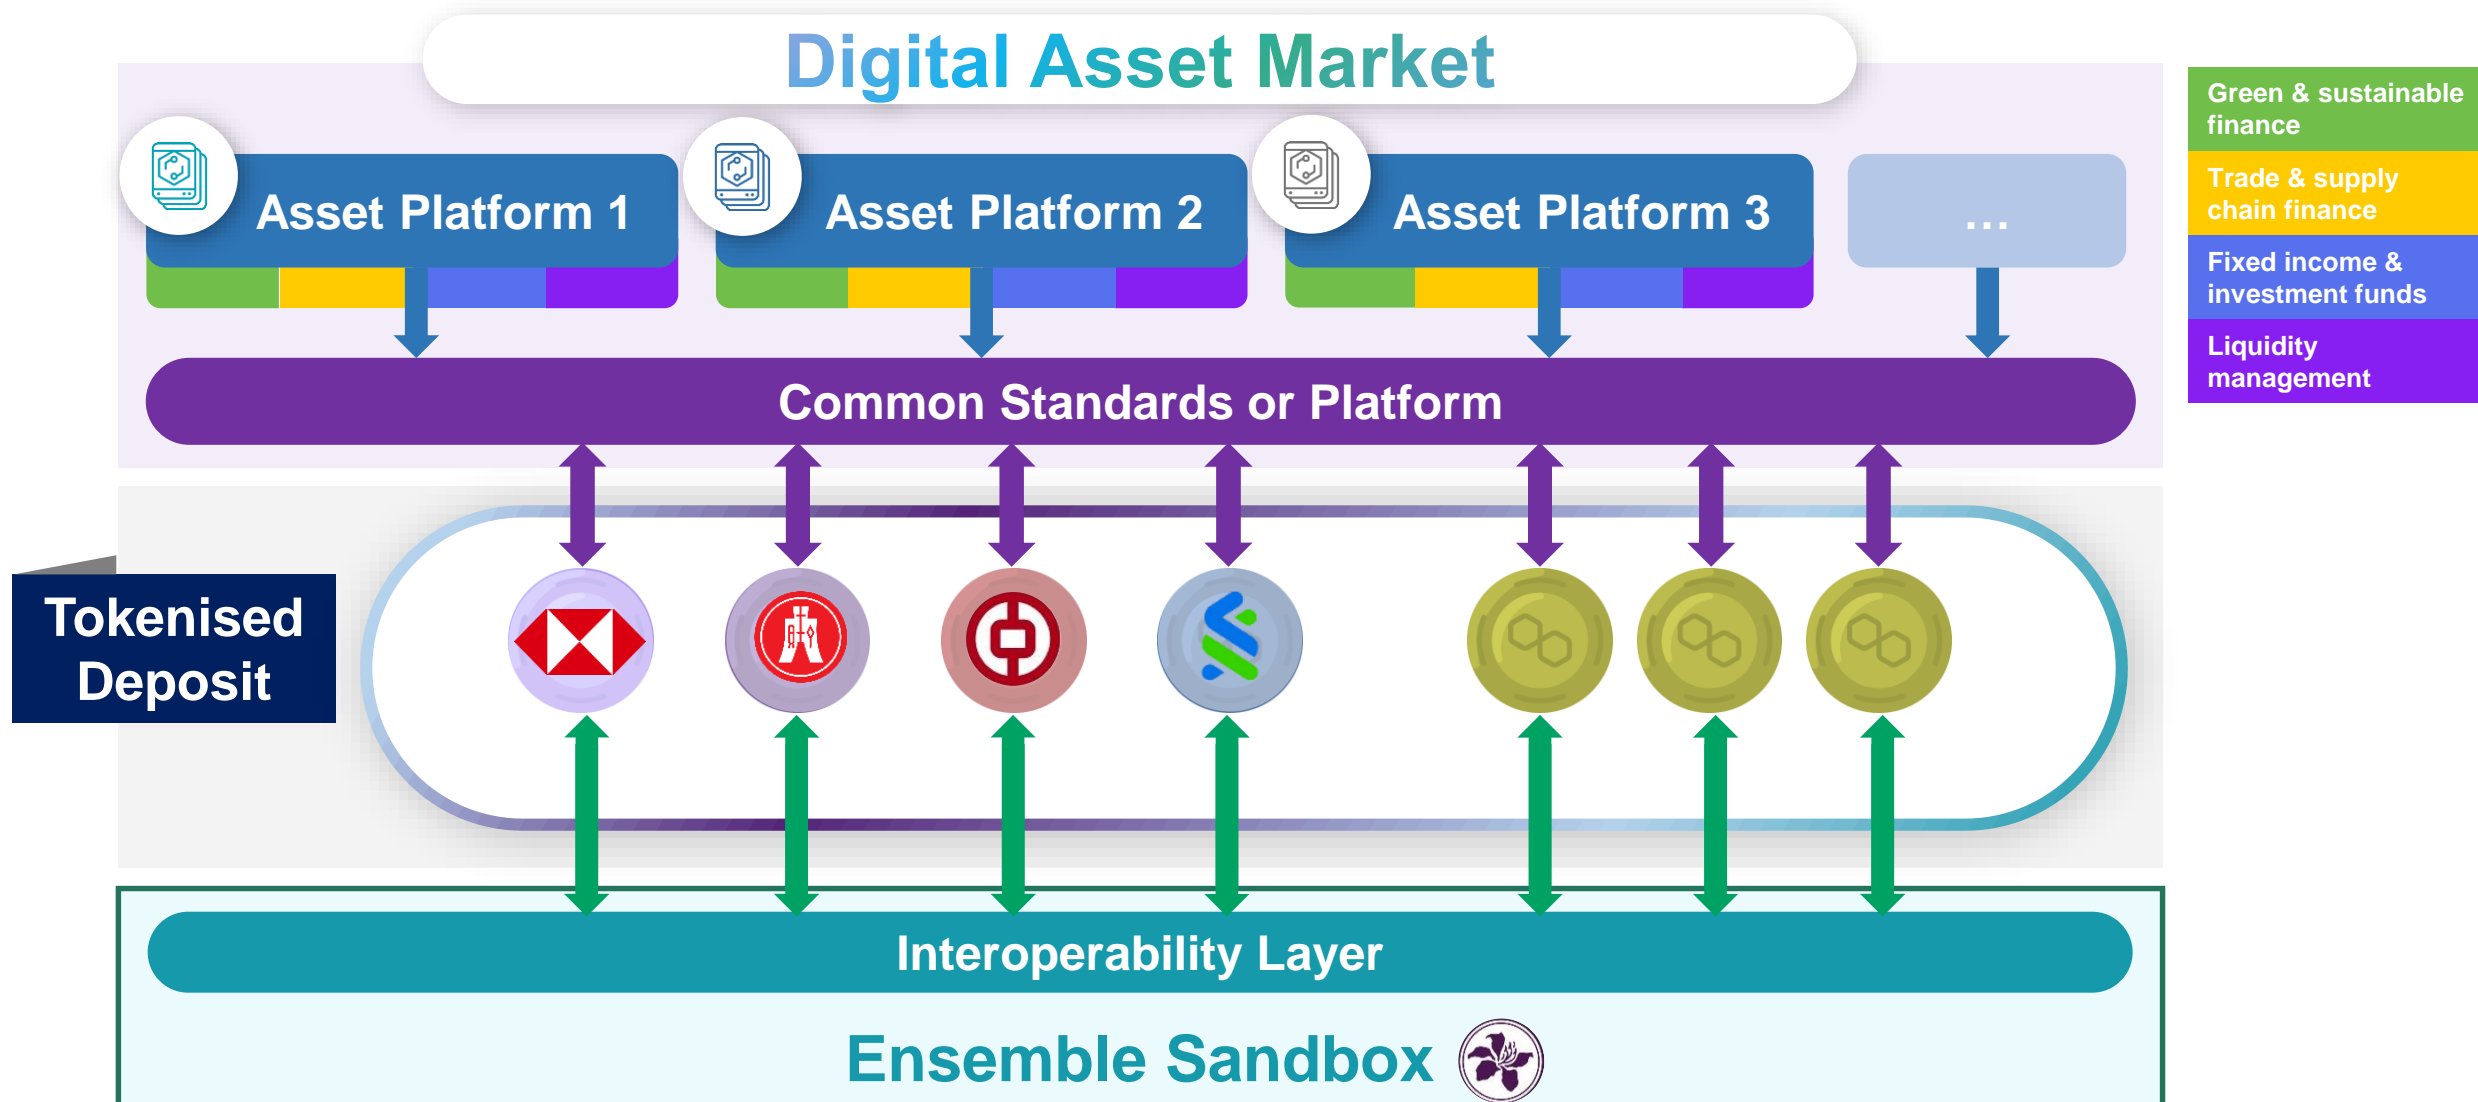 Digital Asset Market
Asset Platform 1
Asset Platform 2
Asset Platform 3
...
Green & sustainable
finance
Trade & supply
chain finance
Fixed income &
investment funds
Liquidity
management
Common Standards or Platform
Tokenised
Deposit
Interoperability Layer
Ensemble Sandbox